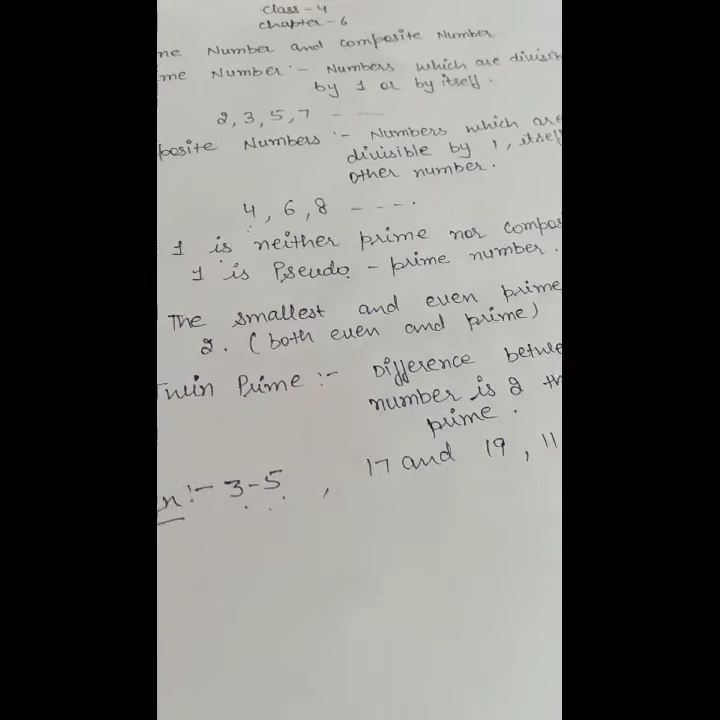 Class - 4
Chapter - 6
me Number and composite Number
me Number :- Numbers which are divisib
by 1 or by itself.
2, 3, 5, 7 - - -
posite Numbers :- Numbers which are
divisible by 1, itself
other number.
4, 6, 8 - - - -.
1 is neither prime nor compos
1 is Pseudo - prime number.
The smallest and even prime
2. (both even and prime)
Twin Prime :- Difference betwe
number is 2 th
prime.
x :- 3-5 , 17 and 19 , 11